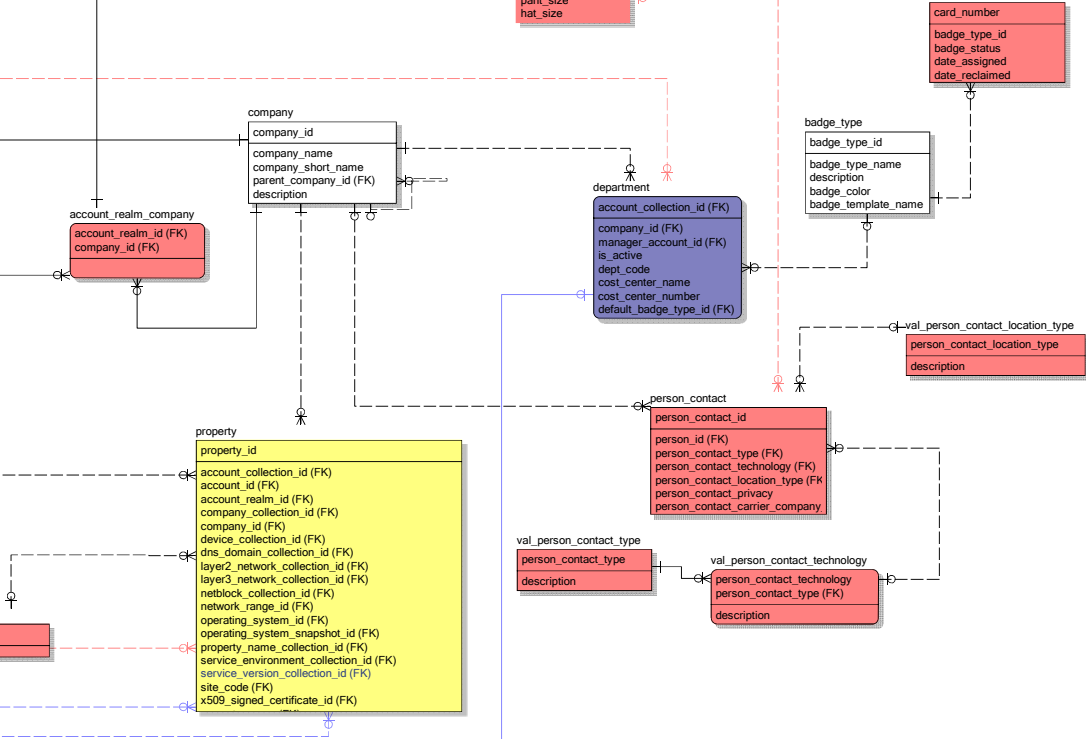 pant_size
hat_size
card_number
badge_type_id
badge_status
date_assigned
date_reclaimed
company
company_id
company_name
company_short_name
parent_company_id (FK)
description
badge_type
badge_type_id
badge_type_name
description
badge_color
badge_template_name
account_realm_company
account_realm_id (FK)
company_id (FK)
department
account_collection_id (FK)
company_id (FK)
manager_account_id (FK)
is_active
dept_code
cost_center_name
cost_center_number
default_badge_type_id (FK)
val_person_contact_location_type
person_contact_location_type
description
person_contact
person_contact_id
person_id (FK)
person_contact_type (FK)
person_contact_technology (FK)
person_contact_location_type (FK
person_contact_privacy
person_contact_carrier_company_
property
property_id
account_collection_id (FK)
account_id (FK)
account_realm_id (FK)
company_collection_id (FK)
company_id (FK)
device_collection_id (FK)
dns_domain_collection_id (FK)
layer2_network_collection_id (FK)
layer3_network_collection_id (FK)
netblock_collection_id (FK)
network_range_id (FK)
operating_system_id (FK)
operating_system_snapshot_id (FK)
property_name_collection_id (FK)
service_environment_collection_id (FK)
service_version_collection_id (FK)
site_code (FK)
x509_signed_certificate_id (FK)
val_person_contact_type
person_contact_type
description
val_person_contact_technology
person_contact_technology
person_contact_type (FK)
description